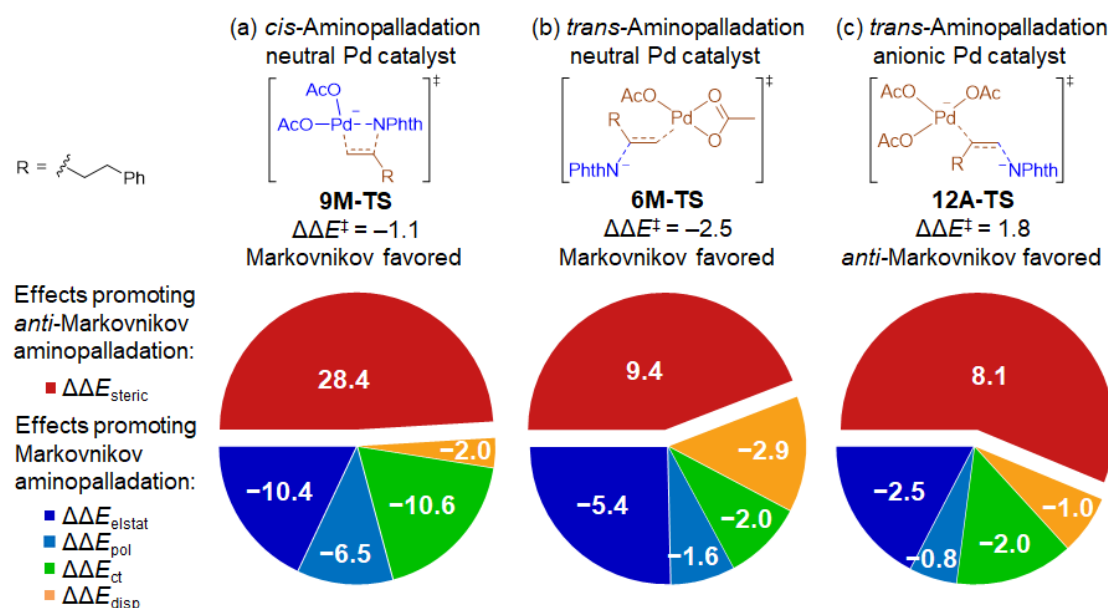 (a) cis-Aminopalladation
neutral Pd catalyst
(b) trans-Aminopalladation
neutral Pd catalyst
(c) trans-Aminopalladation
anionic Pd catalyst
R =
Ph
AcO
AcO
Pd
−
NPhth
R
‡
AcO
Pd
O
O
R
PhthN
−
‡
AcO
−
OAc
Pd
AcO
R
−
NPhth
‡
9M-TS
ΔΔE‡ = −1.1
Markovnikov favored
6M-TS
ΔΔE‡ = −2.5
Markovnikov favored
12A-TS
ΔΔE‡ = 1.8
anti-Markovnikov favored
Effects promoting
anti-Markovnikov
aminopalladation:
ΔΔEsteric
Effects promoting
Markovnikov
aminopalladation:
ΔΔEelstat
ΔΔEpol
ΔΔEct
ΔΔEdisp
28.4
−2.0
−10.4
−10.6
−6.5
9.4
−2.9
−5.4
−2.0
−1.6
8.1
−1.0
−2.5
−2.0
−0.8